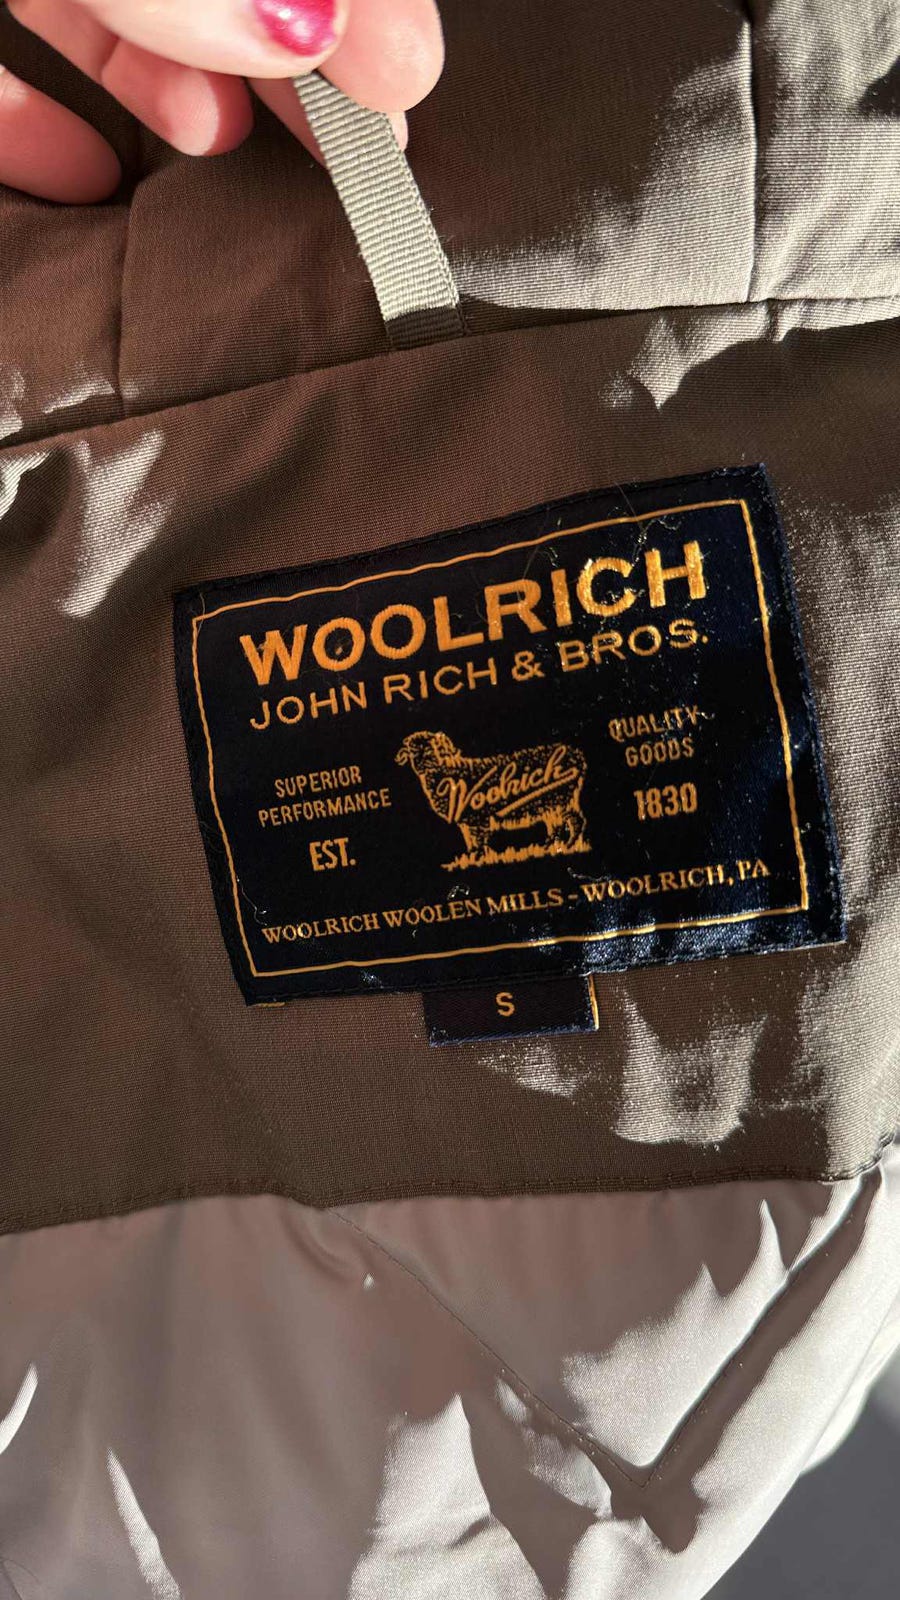 WOOLRICH
JOHN RICH & BROS.
SUPERIOR
PERFORMANCE
EST.
Woolrich
QUALITY
GOODS
1830
WOOLRICH WOOLEN MILLS - WOOLRICH, PA
S